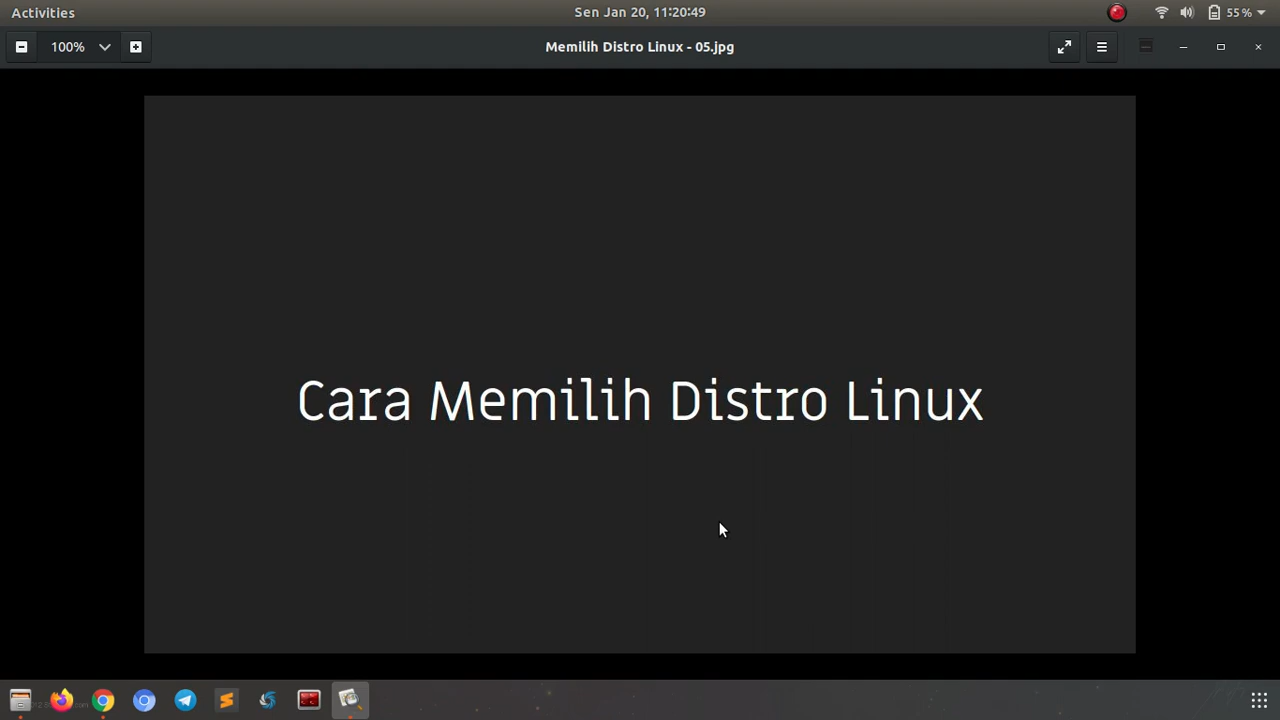 Activities
Sen Jan 20, 11:20:49
55%
100%
Memilih Distro Linux - 05.jpg
Cara Memilih Distro Linux